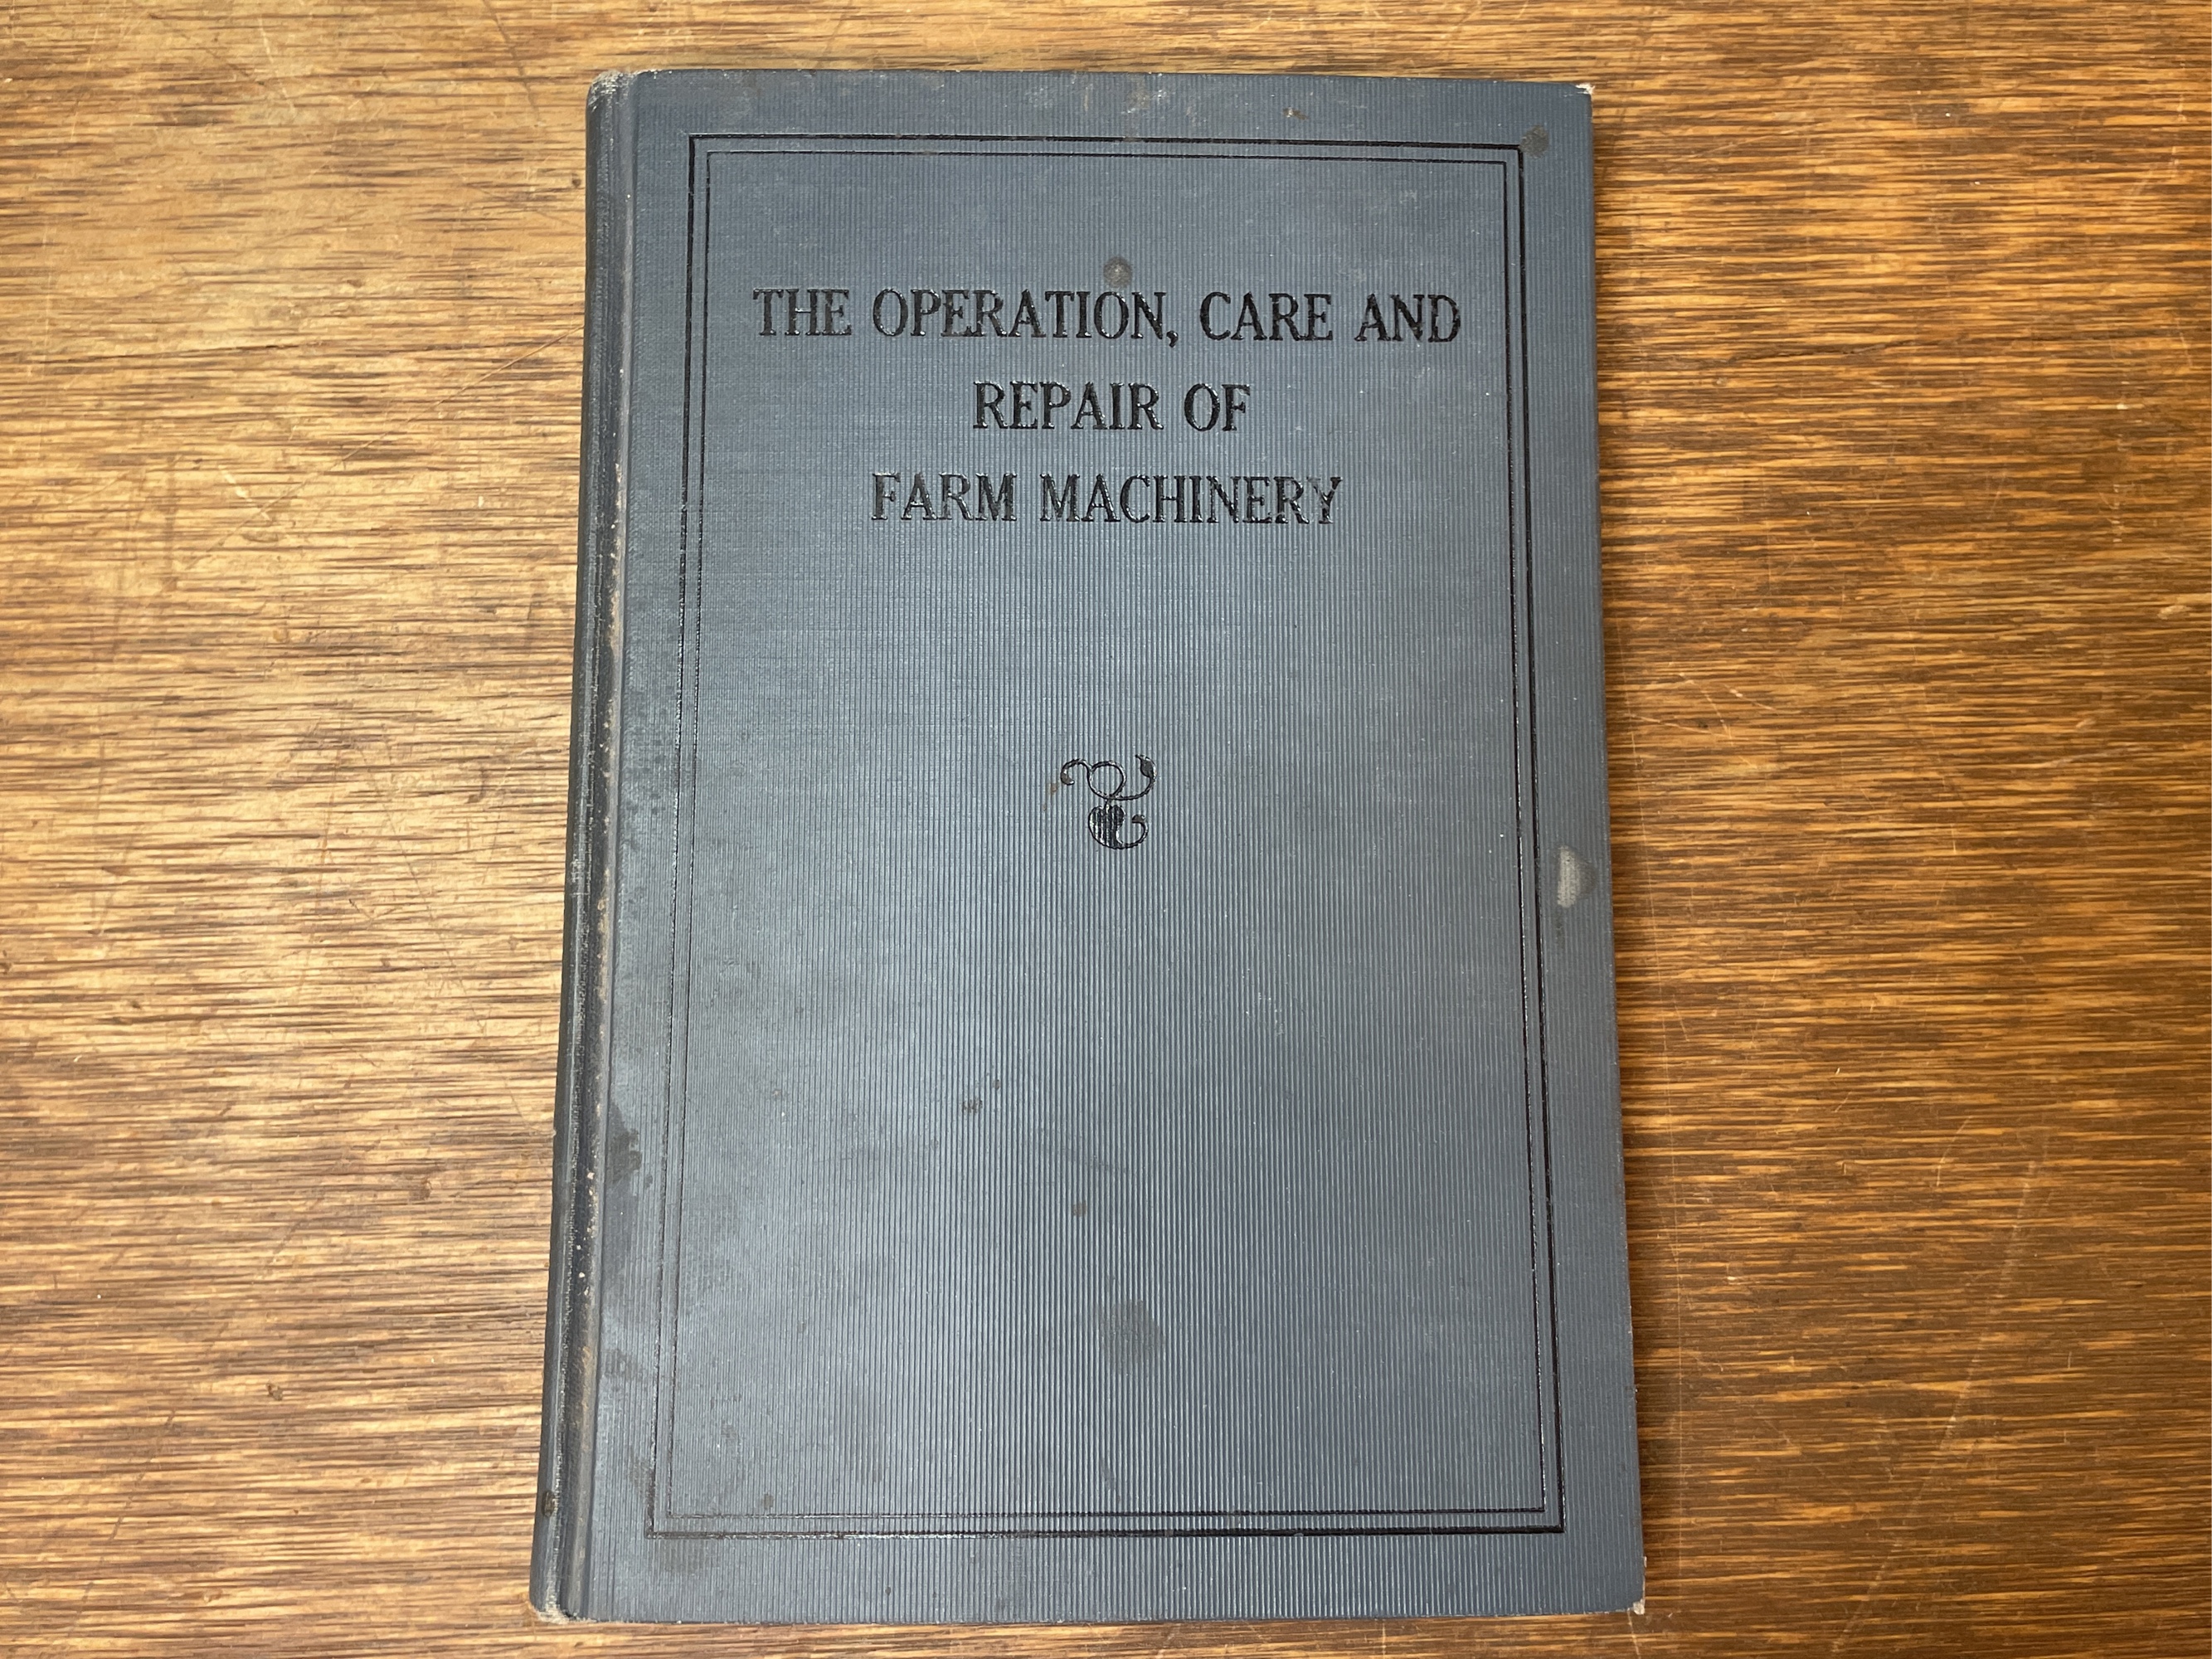 THE OPERATION, CARE AND
REPAIR OF
FARM MACHINERY